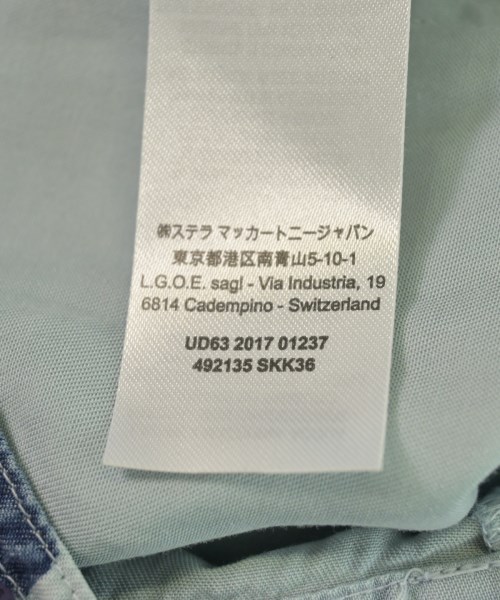 ㈱ステラ マッカートニージャパン
東京都港区南青山5-10-1
L.G.O.E. sagl - Via Industria, 19
6814 Cadempino - Switzerland
UD63 2017 01237
492135 SKK36